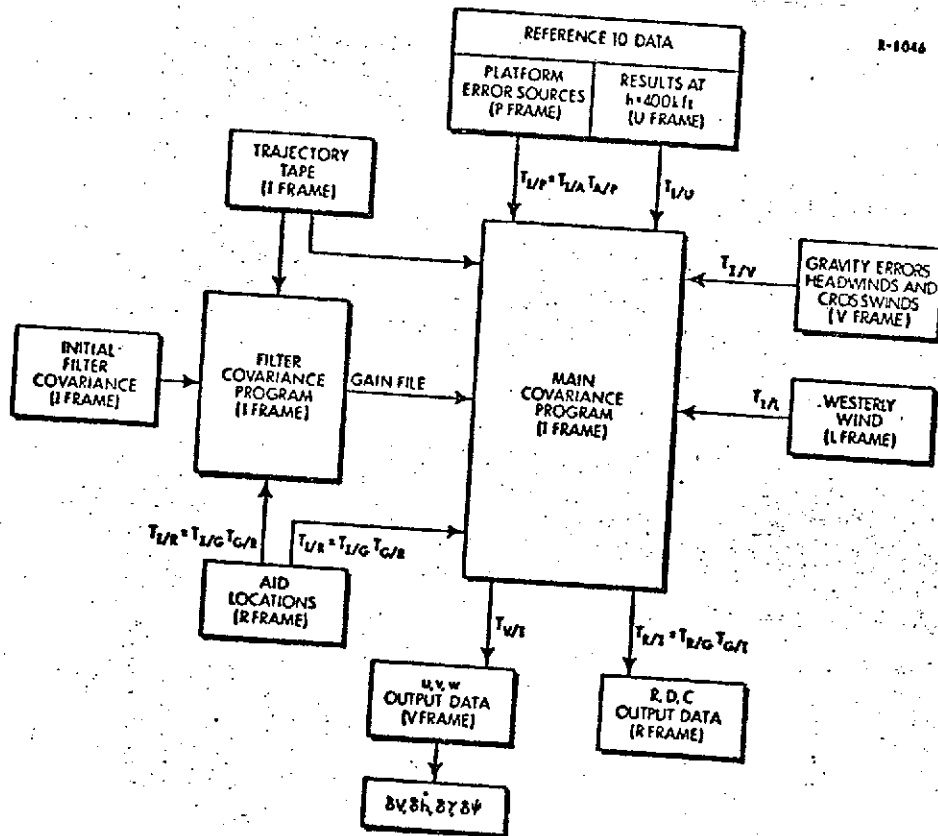 R-1046
REFERENCE 10 DATA
PLATFORM
ERROR SOURCES
(P FRAME)
RESULTS AT
h=400k ft
(U FRAME)
TRAJECTORY
TAPE
(I FRAME)
T_I/P = T_I/A T_A/P
T_I/U
INITIAL
FILTER
COVARIANCE
(I FRAME)
FILTER
COVARIANCE
PROGRAM
(I FRAME)
GAIN FILE
MAIN
COVARIANCE
PROGRAM
(I FRAME)
T_I/V
GRAVITY ERRORS
HEADWINDS AND
CROSSWINDS
(V FRAME)
T_I/L
WESTERLY
WIND
(L FRAME)
T_I/R = T_I/G T_G/R
T_I/R = T_I/G T_G/R
AID
LOCATIONS
(R FRAME)
T_V/I
T_R/I = T_R/G T_G/I
u, v, w
OUTPUT DATA
(V FRAME)
R, D, C
OUTPUT DATA
(R FRAME)
δV, δḣ, δγ, δψ